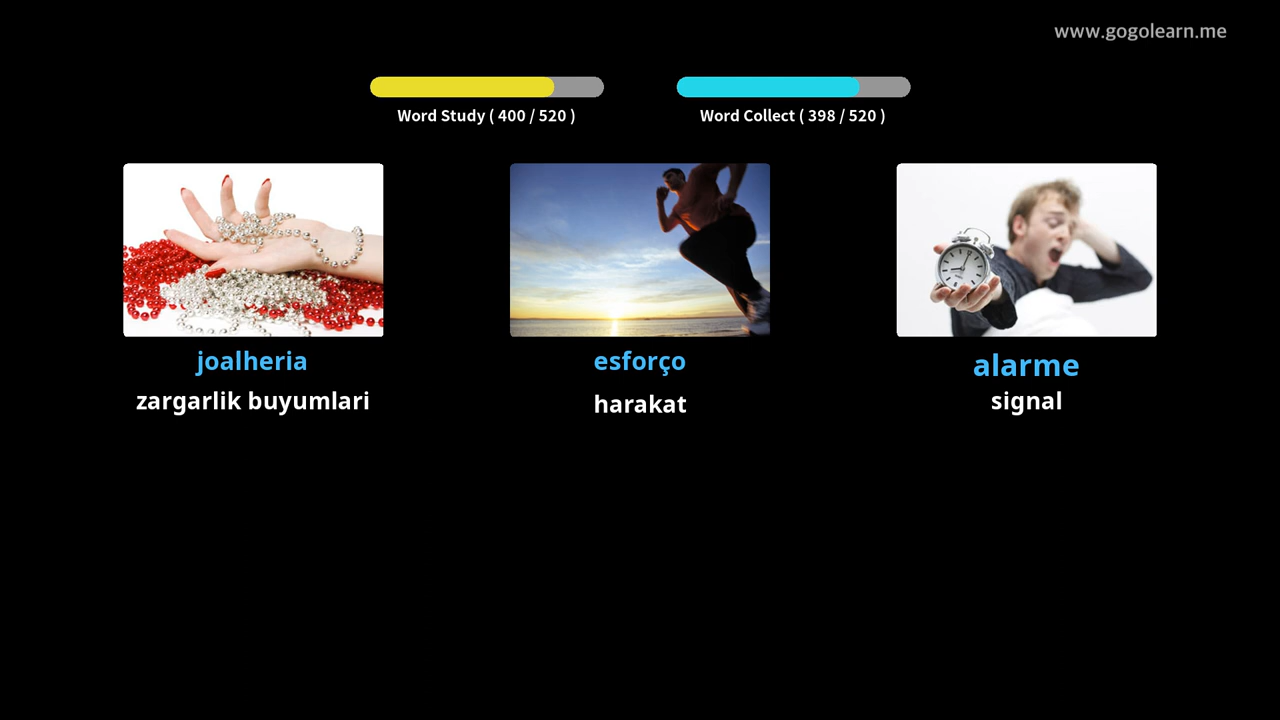 www.gogolearn.me
Word Study ( 400 / 520 )
Word Collect ( 398 / 520 )
joalheria
zargarlik buyumlari
esforço
harakat
alarme
signal